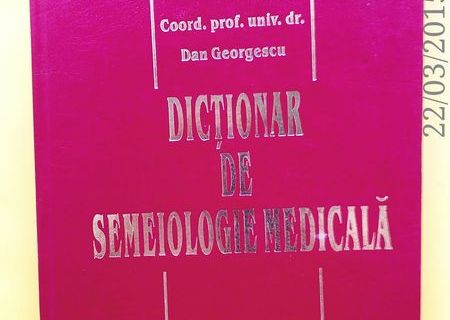 Coord. prof. univ. dr.
Dan Georgescu
DICȚIONAR
DE
SEMEIOLOGIE MEDICALĂ
22/03/2015